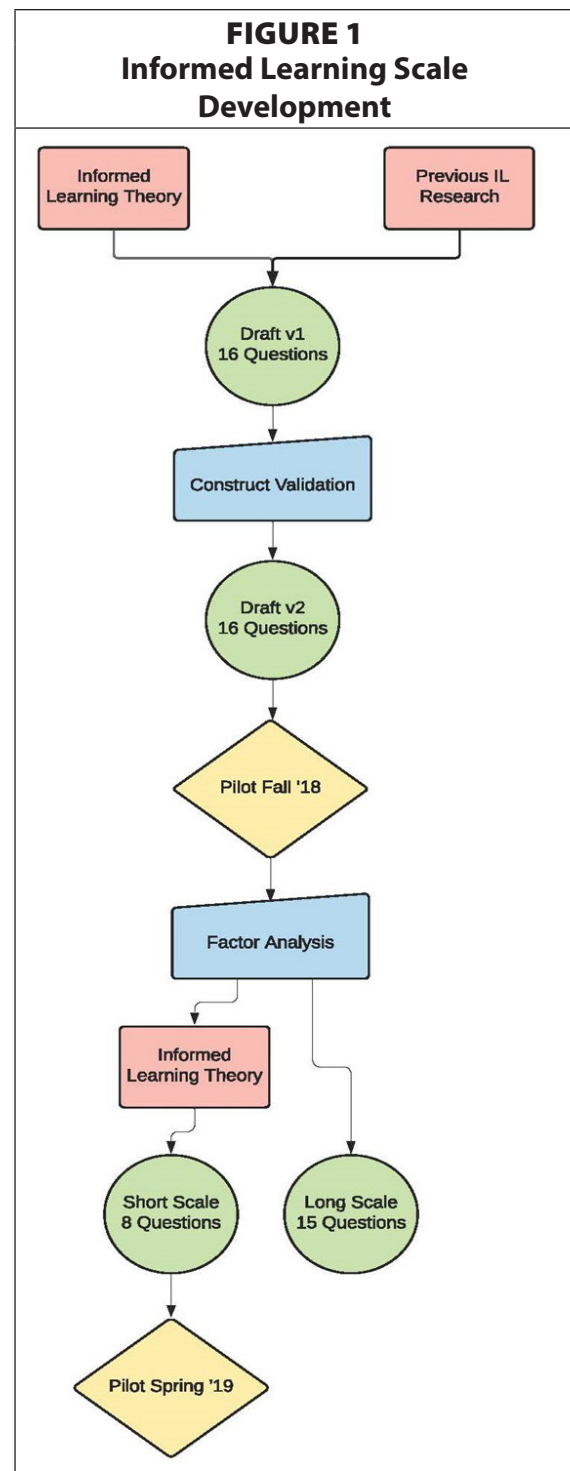 FIGURE 1
Informed Learning Scale
Development
Informed
Learning Theory
Previous IL
Research
Draft v1
16 Questions
Construct Validation
Draft v2
16 Questions
Pilot Fall '18
Factor Analysis
Informed
Learning Theory
Short Scale
8 Questions
Long Scale
15 Questions
Pilot Spring '19